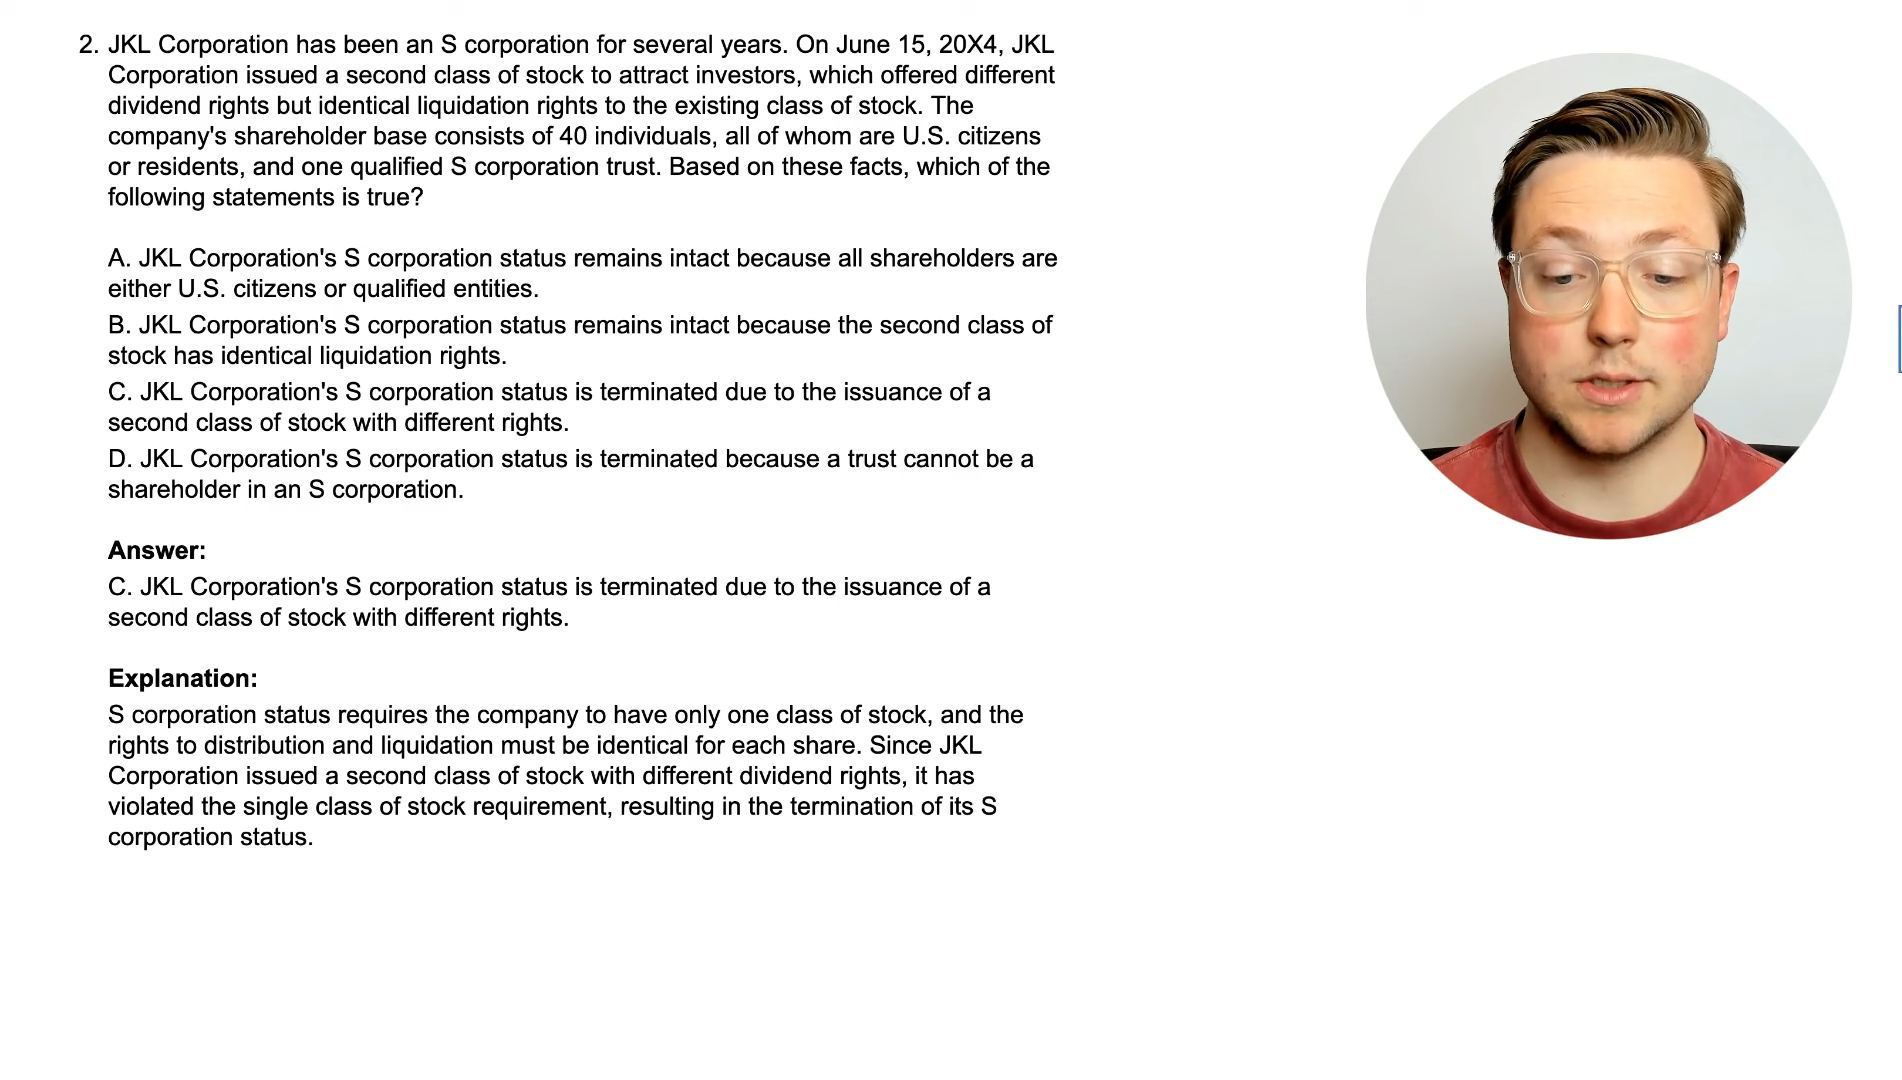 2. JKL Corporation has been an S corporation for several years. On June 15, 20X4, JKL
Corporation issued a second class of stock to attract investors, which offered different
dividend rights but identical liquidation rights to the existing class of stock. The
company's shareholder base consists of 40 individuals, all of whom are U.S. citizens
or residents, and one qualified S corporation trust. Based on these facts, which of the
following statements is true?
A. JKL Corporation's S corporation status remains intact because all shareholders are
either U.S. citizens or qualified entities.
B. JKL Corporation's S corporation status remains intact because the second class of
stock has identical liquidation rights.
C. JKL Corporation's S corporation status is terminated due to the issuance of a
second class of stock with different rights.
D. JKL Corporation's S corporation status is terminated because a trust cannot be a
shareholder in an S corporation.
Answer:
C. JKL Corporation's S corporation status is terminated due to the issuance of a
second class of stock with different rights.
Explanation:
S corporation status requires the company to have only one class of stock, and the
rights to distribution and liquidation must be identical for each share. Since JKL
Corporation issued a second class of stock with different dividend rights, it has
violated the single class of stock requirement, resulting in the termination of its S
corporation status.